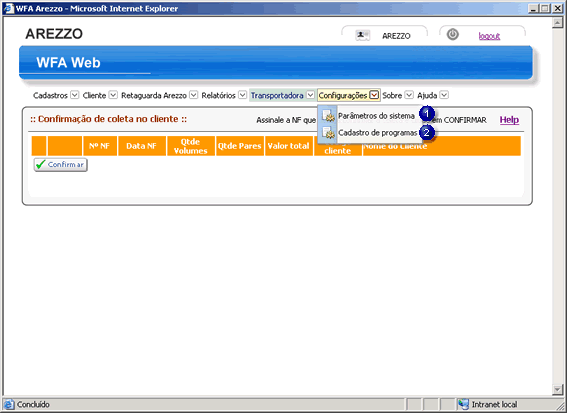 WFA Arezzo - Microsoft Internet Explorer
AREZZO
AREZZO
logout
WFA Web
Cadastros Cliente Retaguarda Arezzo Relatórios Transportadora Configurações Sobre Ajuda
:: Confirmação de coleta no cliente ::
Assinale a NF que
em CONFIRMAR
Help
Parâmetros do sistema 1
Cadastro de programas 2
Nº NF Data NF Qtde Volumes Qtde Pares Valor total cliente Nome do Cliente
Confirmar
Concluído
Intranet local